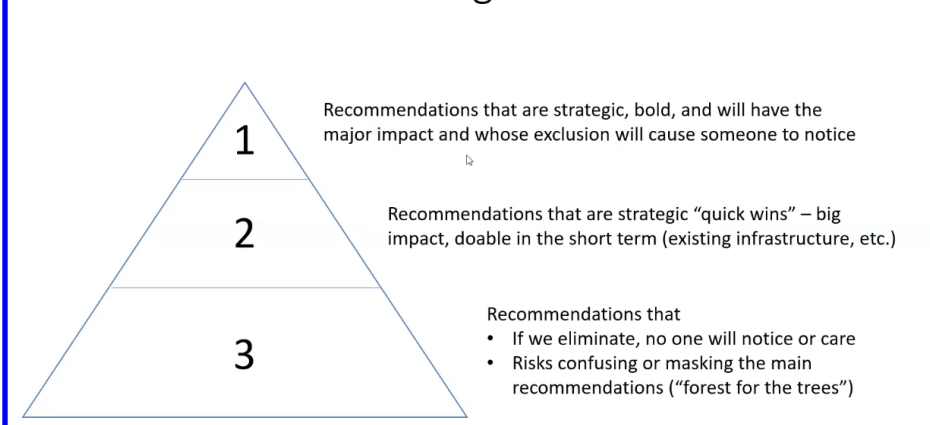 1
Recommendations that are strategic, bold, and will have the
major impact and whose exclusion will cause someone to notice
2
Recommendations that are strategic “quick wins” – big
impact, doable in the short term (existing infrastructure, etc.)
3
Recommendations that
• If we eliminate, no one will notice or care
• Risks confusing or masking the main
recommendations (“forest for the trees”)